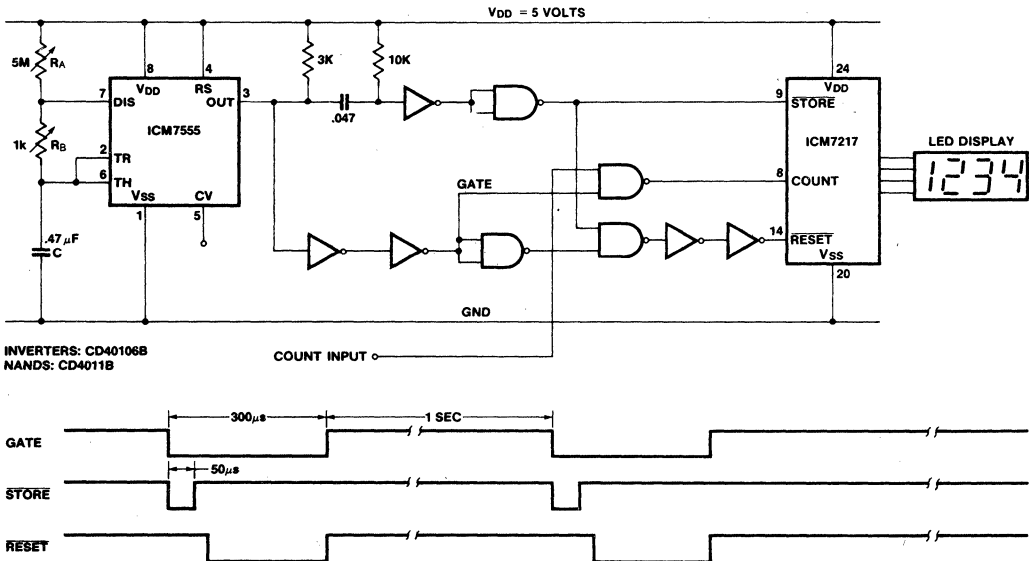 VDD = 5 VOLTS
5M RA
8
VDD
4
RS
OUT 3
7 DIS
ICM7555
1k RB
2 TR
6 TH
VSS
1
CV
5
.47 µF
C
3K
10K
.047
GATE
24
VDD
9 STORE
ICM7217
8 COUNT
14 RESET
VSS
20
LED DISPLAY
1234
GND
INVERTERS: CD40106B
NANDS: CD4011B
COUNT INPUT
300µs
1 SEC
GATE
50µs
STORE
RESET